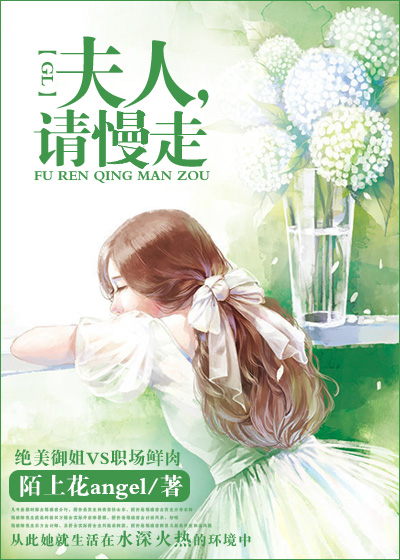 【GL】
夫人，
请慢走
FU REN QING MAN ZOU
绝美御姐VS职场鲜肉
陌上花angel/著
从此她就生活在水深火热的环境中